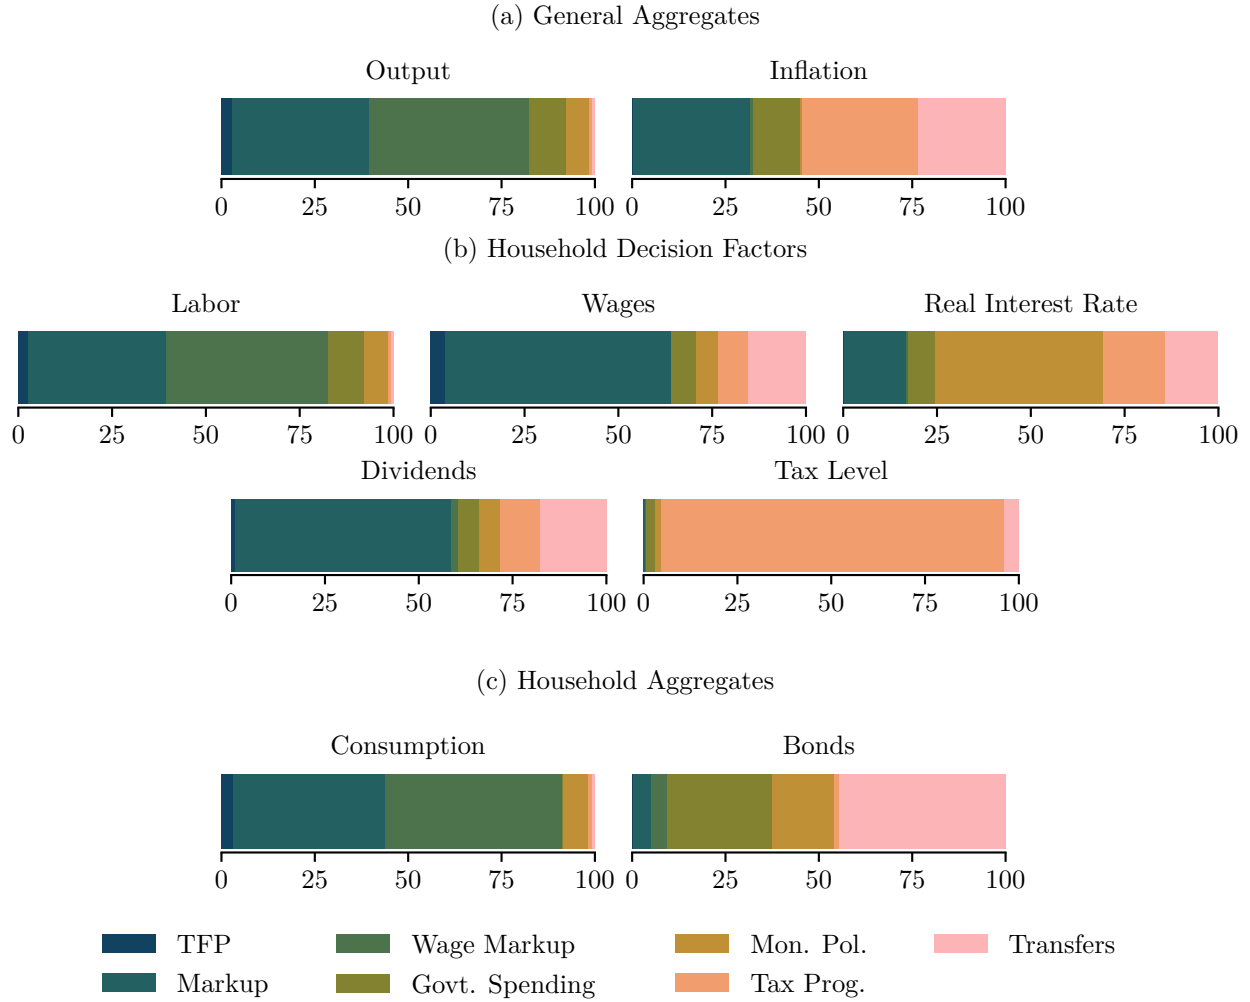 (a) General Aggregates
Output Inflation
0 25 50 75 100 0 25 50 75 100
(b) Household Decision Factors
Labor Wages Real Interest Rate
0 25 50 75 100 0 25 50 75 100 0 25 50 75 100
Dividends Tax Level
0 25 50 75 100 0 25 50 75 100
(c) Household Aggregates
Consumption Bonds
0 25 50 75 100 0 25 50 75 100
TFP Wage Markup Mon. Pol. Transfers
Markup Govt. Spending Tax Prog.